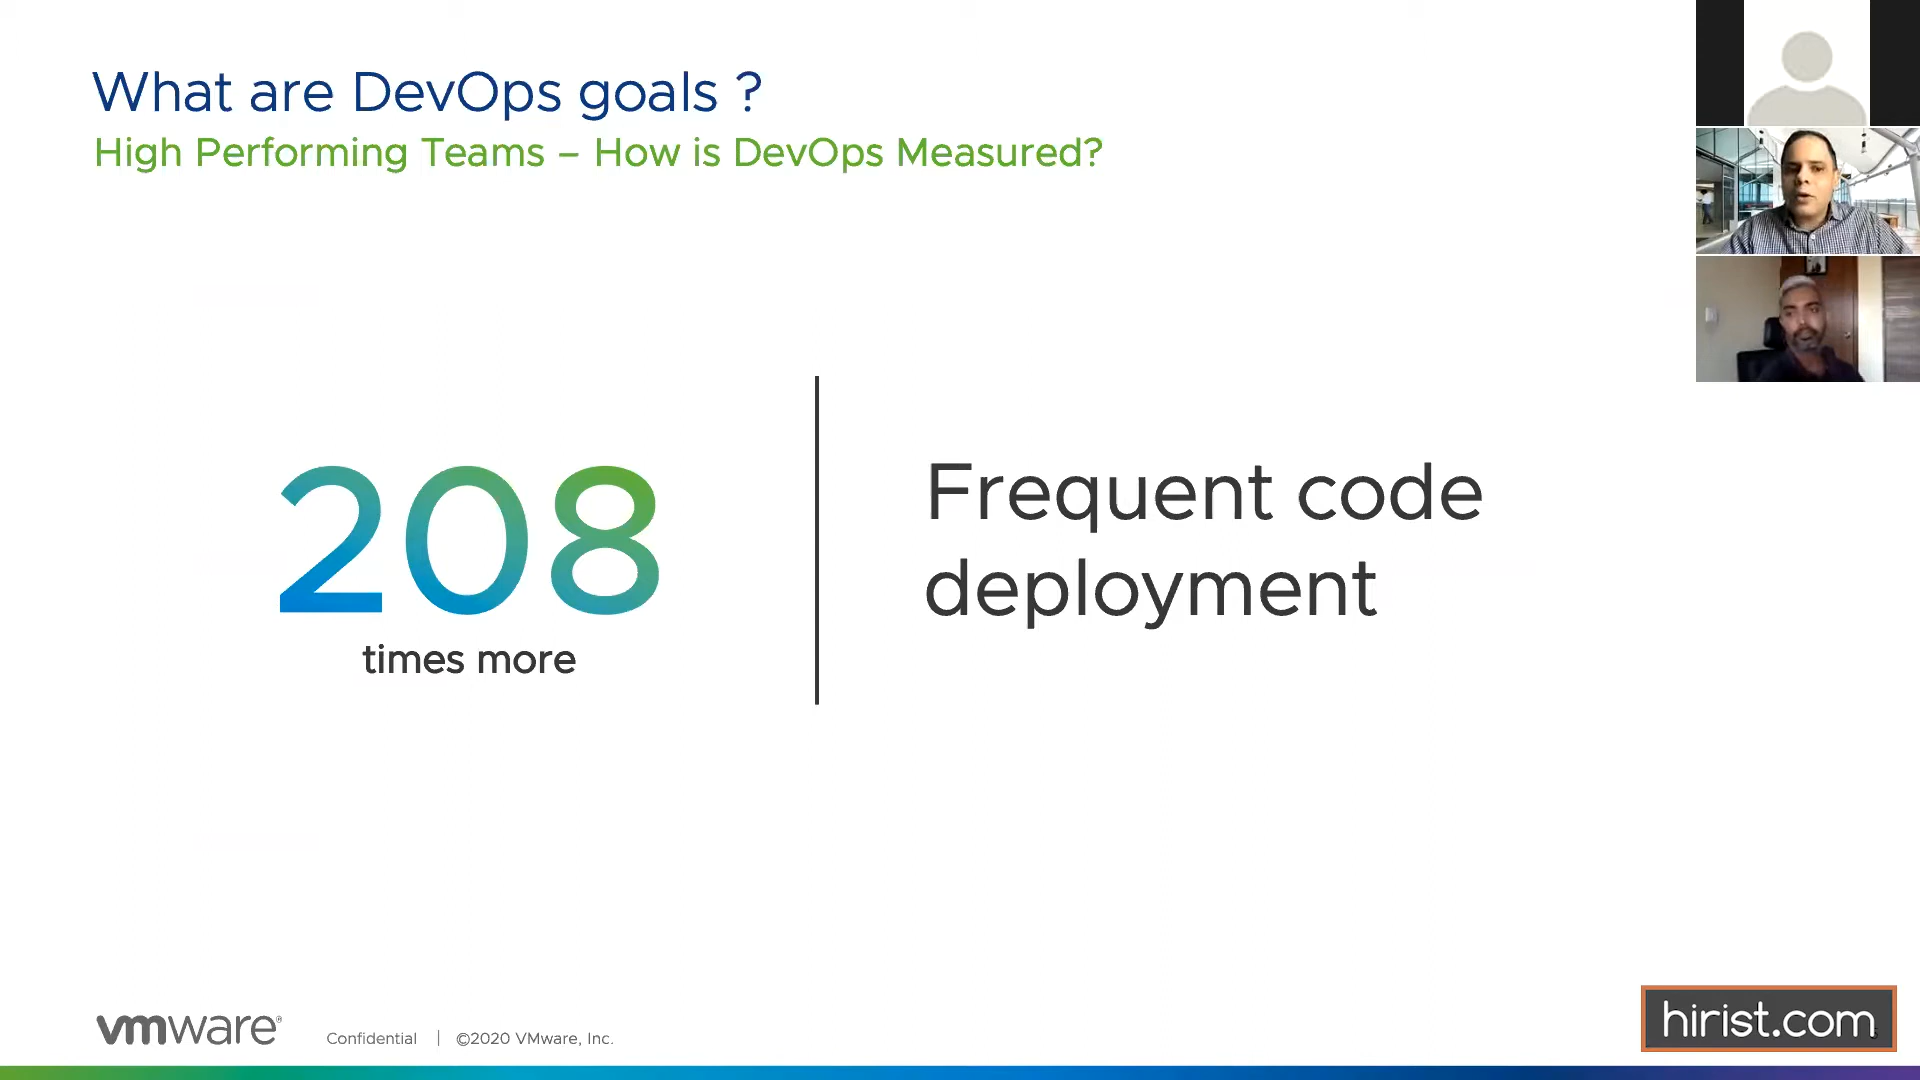 What are DevOps goals ?
High Performing Teams – How is DevOps Measured?
208
times more
Frequent code
deployment
vmware®
Confidential | ©2020 VMware, Inc.
hirist.com